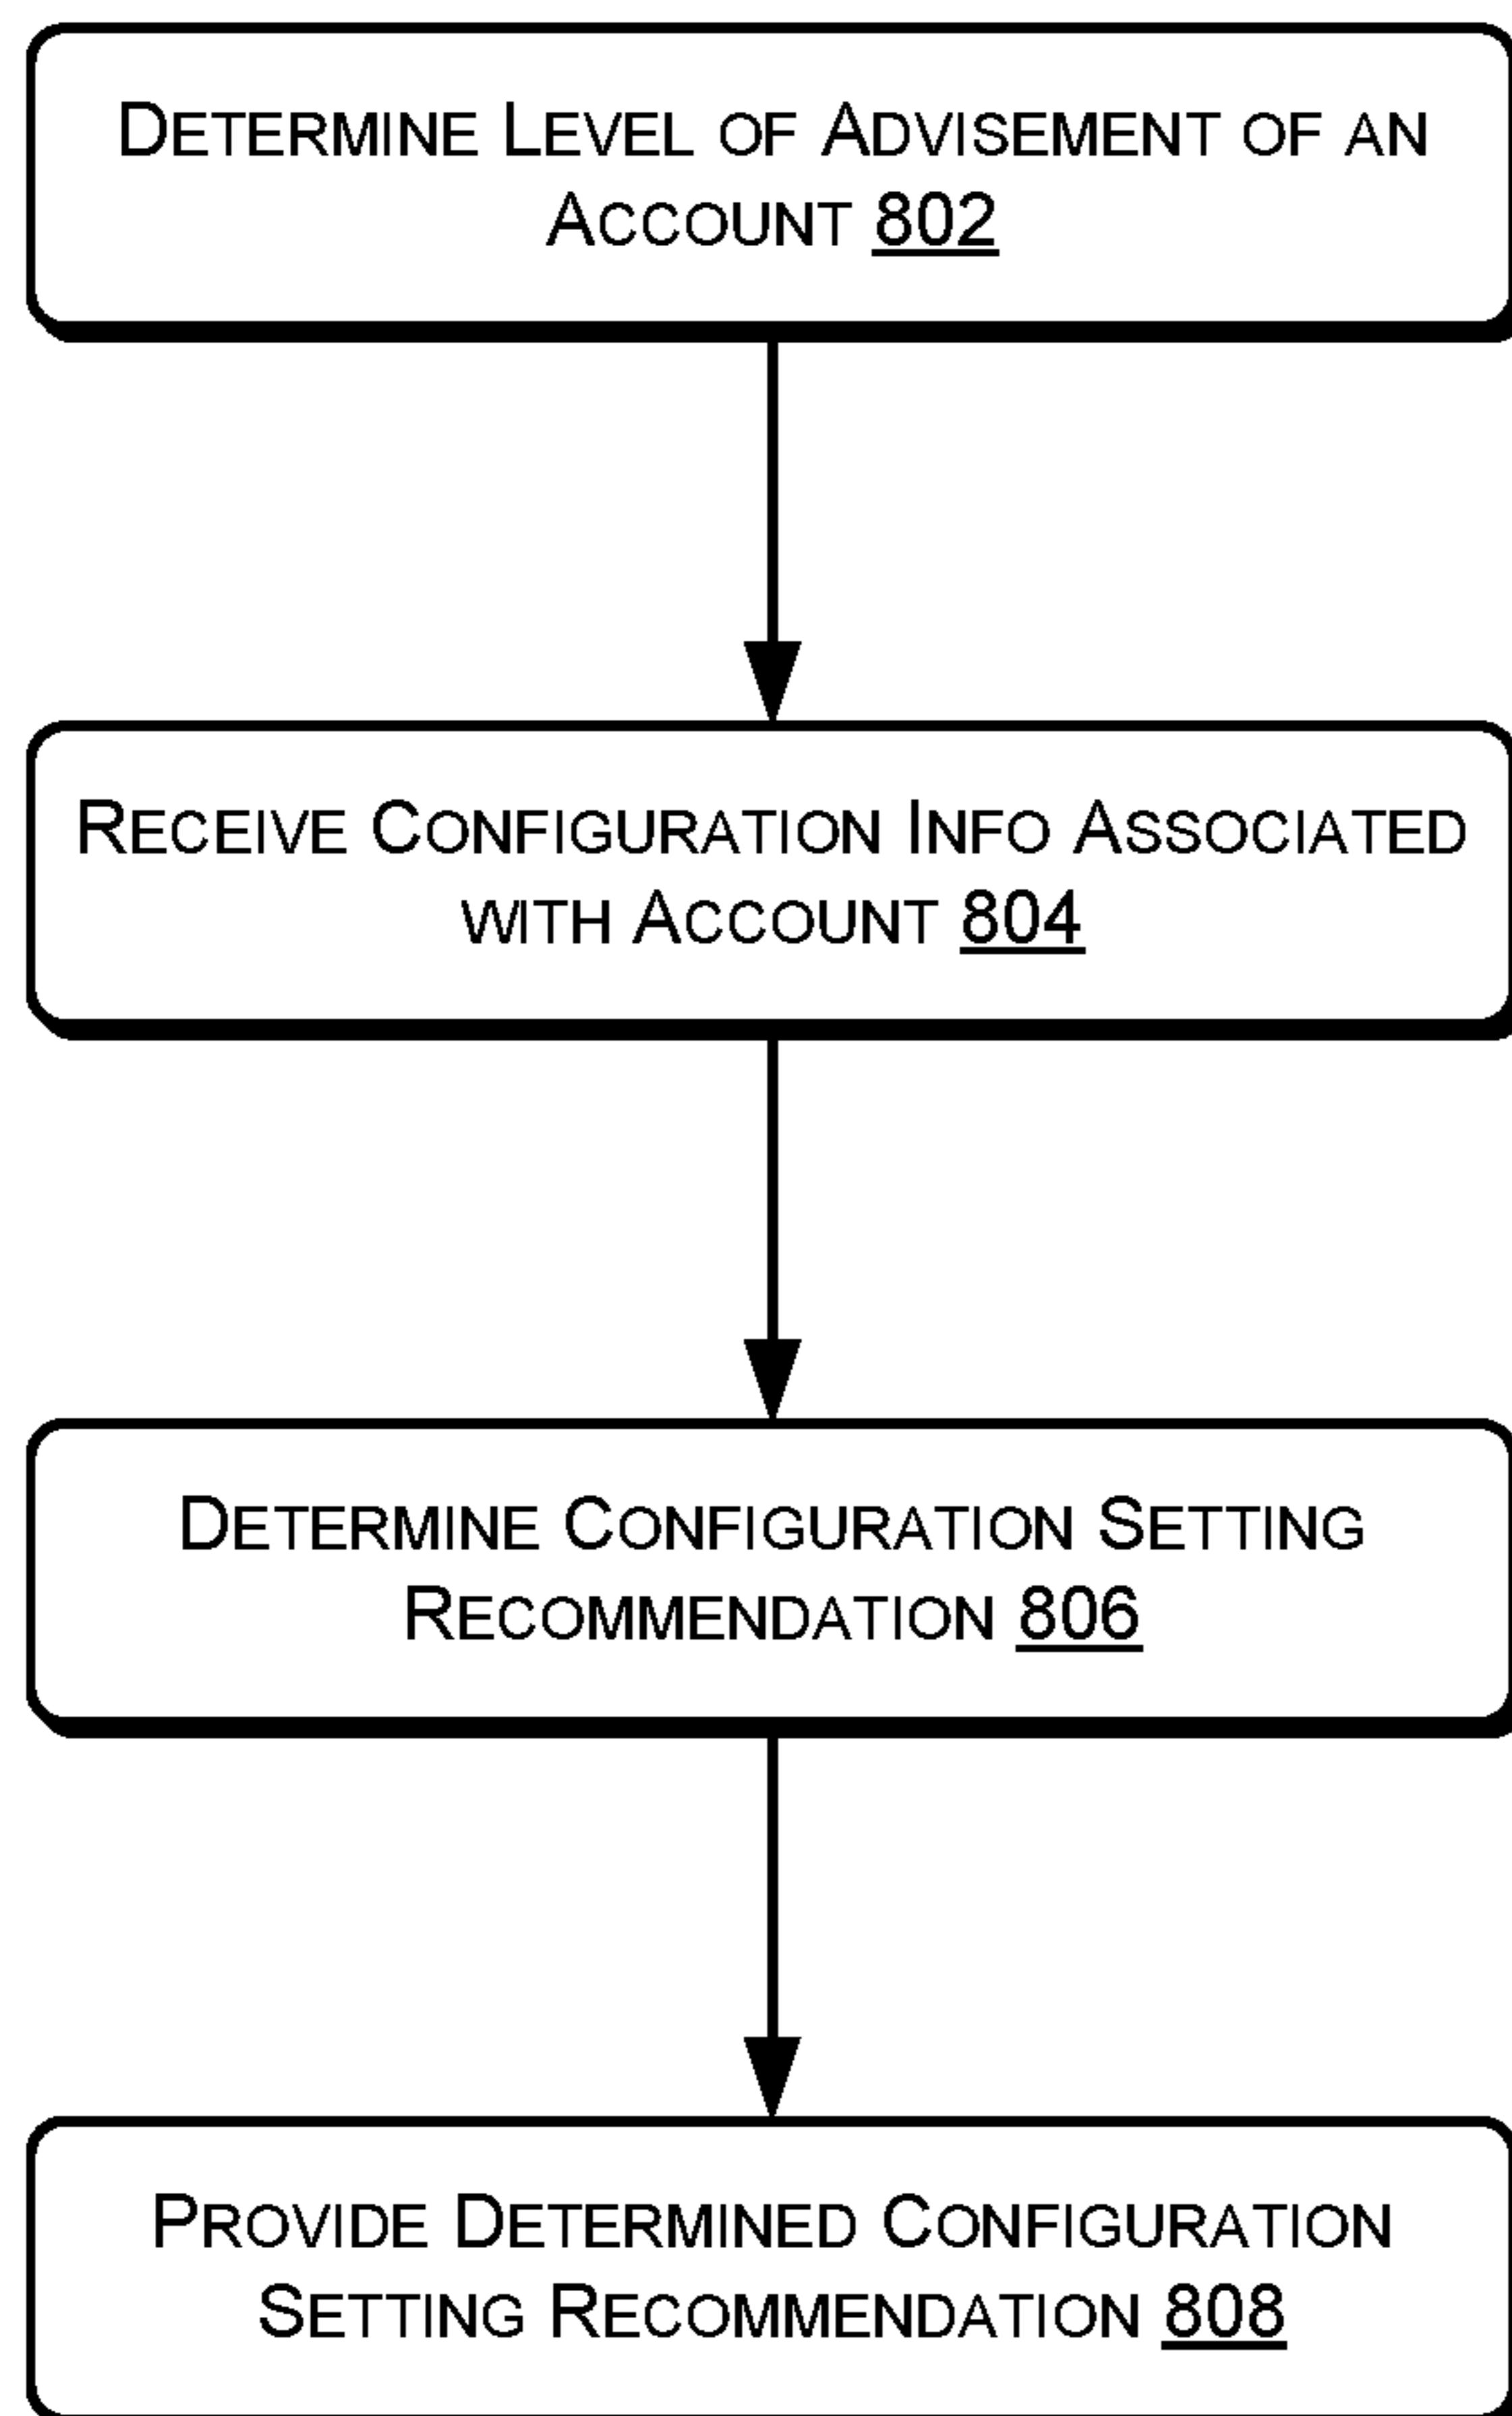 Determine Level of Advisement of an
Account 802
Receive Configuration Info Associated
with Account 804
Determine Configuration Setting
Recommendation 806
Provide Determined Configuration
Setting Recommendation 808